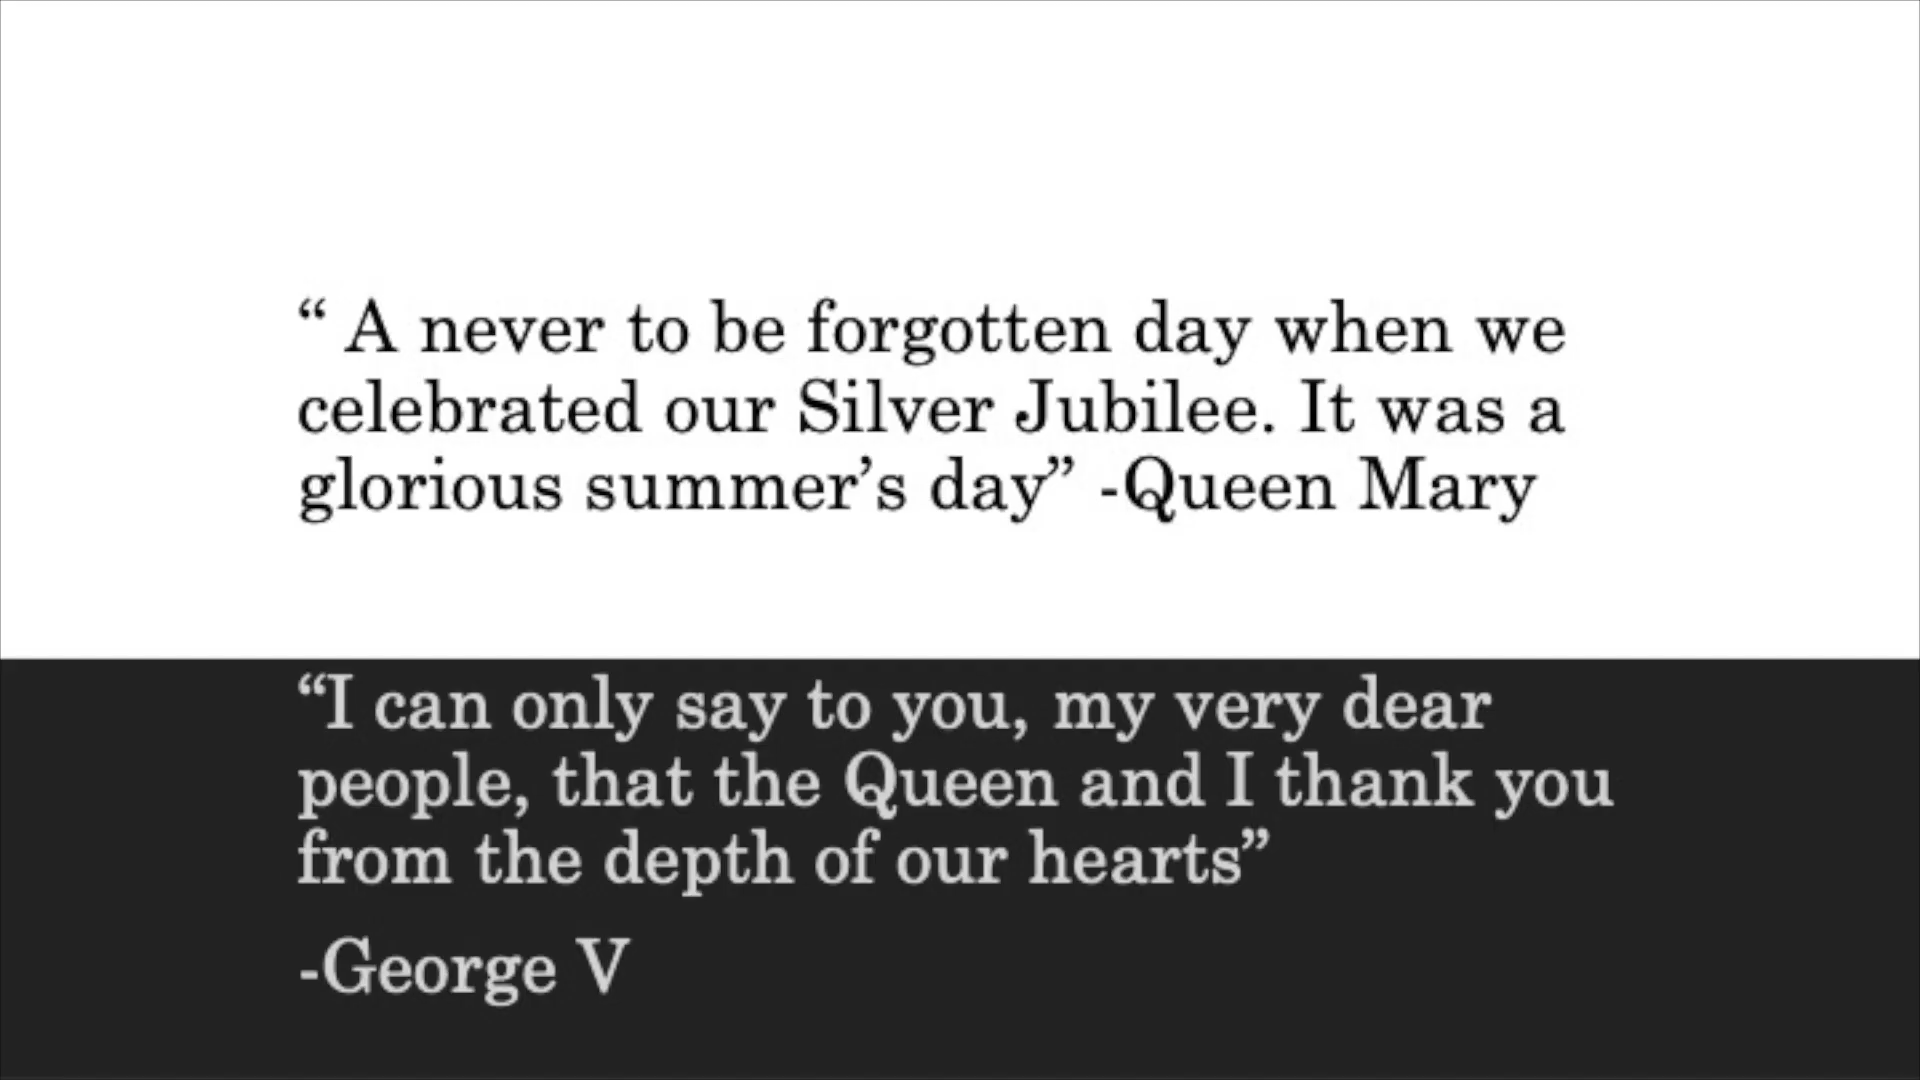 “ A never to be forgotten day when we
celebrated our Silver Jubilee. It was a
glorious summer’s day” -Queen Mary
“I can only say to you, my very dear
people, that the Queen and I thank you
from the depth of our hearts”
-George V